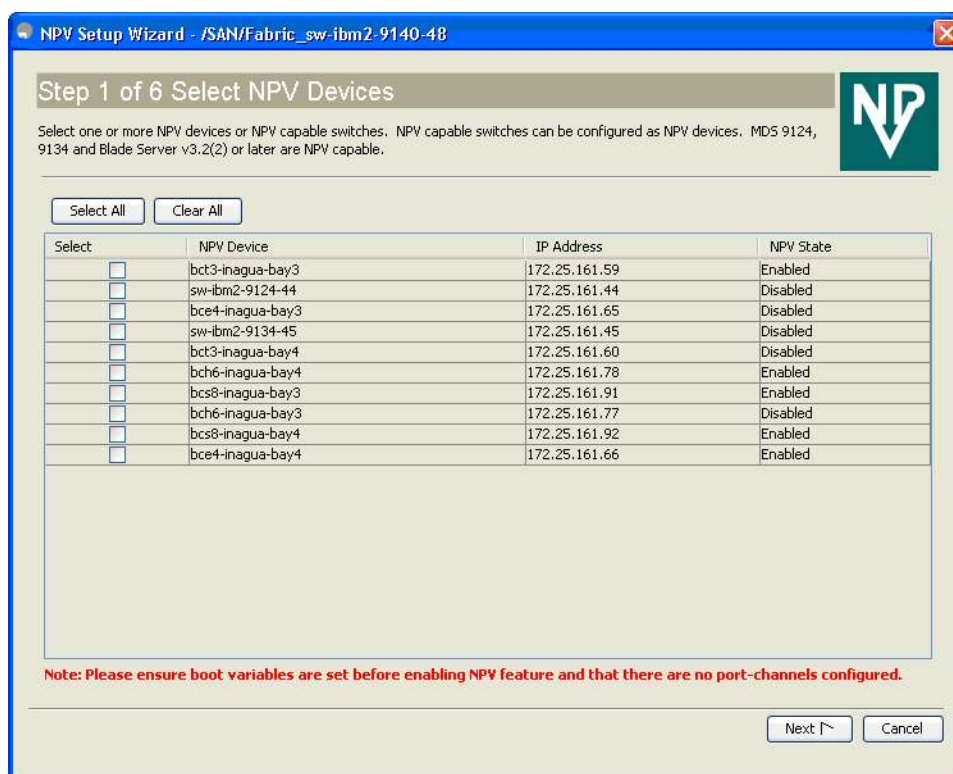 NPV Setup Wizard - /SAN/Fabric_sw-ibm2-9140-48
Step 1 of 6 Select NPV Devices
NPV
Select one or more NPV devices or NPV capable switches. NPV capable switches can be configured as NPV devices. MDS 9124,
9134 and Blade Server v3.2(2) or later are NPV capable.
Select All Clear All
Select NPV Device IP Address NPV State
bct3-inagua-bay3 172.25.161.59 Enabled
sw-ibm2-9124-44 172.25.161.44 Disabled
bce4-inagua-bay3 172.25.161.65 Disabled
sw-ibm2-9134-45 172.25.161.45 Disabled
bct3-inagua-bay4 172.25.161.60 Disabled
bch6-inagua-bay4 172.25.161.78 Enabled
bcs8-inagua-bay3 172.25.161.91 Enabled
bch6-inagua-bay3 172.25.161.77 Disabled
bcs8-inagua-bay4 172.25.161.92 Enabled
bce4-inagua-bay4 172.25.161.66 Enabled
Note: Please ensure boot variables are set before enabling NPV feature and that there are no port-channels configured.
Next Cancel